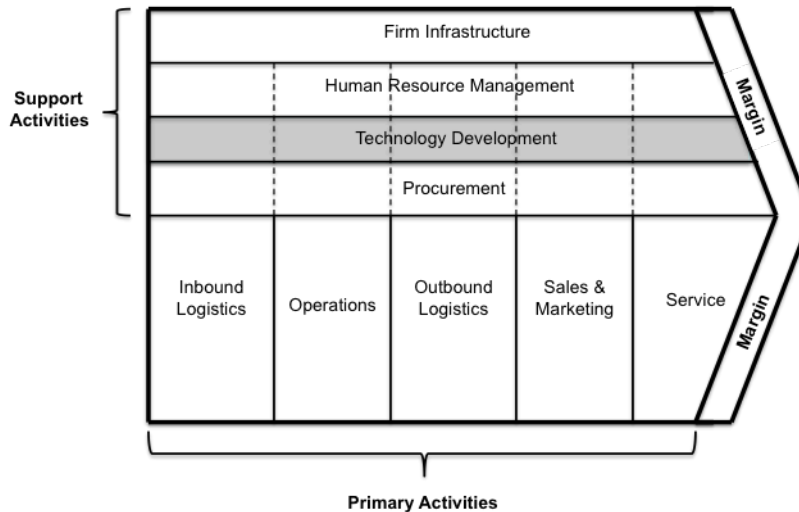 Firm Infrastructure
Human Resource Management
Support
Activities
Technology Development
Procurement
Margin
Inbound
Logistics
Operations
Outbound
Logistics
Sales &
Marketing
Service
Margin
Primary Activities